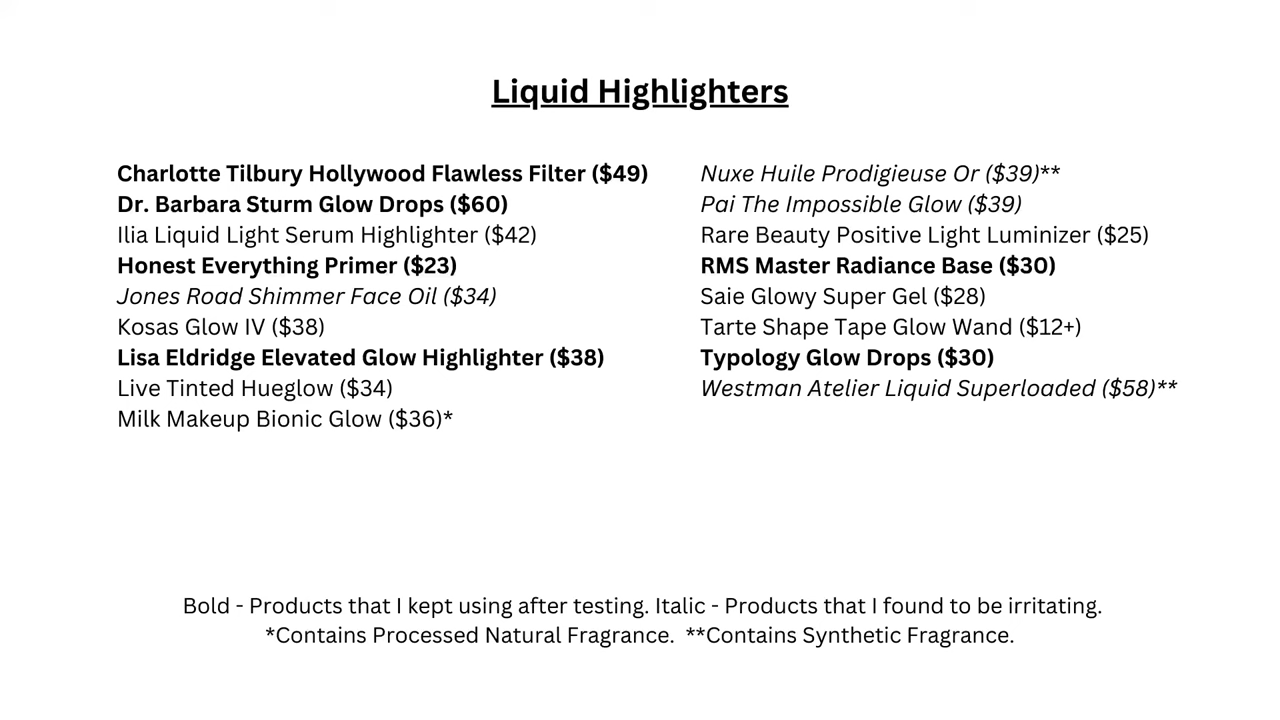 Liquid Highlighters
Charlotte Tilbury Hollywood Flawless Filter ($49)
Dr. Barbara Sturm Glow Drops ($60)
Ilia Liquid Light Serum Highlighter ($42)
Honest Everything Primer ($23)
Jones Road Shimmer Face Oil ($34)
Kosas Glow IV ($38)
Lisa Eldridge Elevated Glow Highlighter ($38)
Live Tinted Hueglow ($34)
Milk Makeup Bionic Glow ($36)*
Nuxe Huile Prodigieuse Or ($39)**
Pai The Impossible Glow ($39)
Rare Beauty Positive Light Luminizer ($25)
RMS Master Radiance Base ($30)
Saie Glowy Super Gel ($28)
Tarte Shape Tape Glow Wand ($12+)
Typology Glow Drops ($30)
Westman Atelier Liquid Superloaded ($58)**
Bold - Products that I kept using after testing. Italic - Products that I found to be irritating.
*Contains Processed Natural Fragrance.  **Contains Synthetic Fragrance.